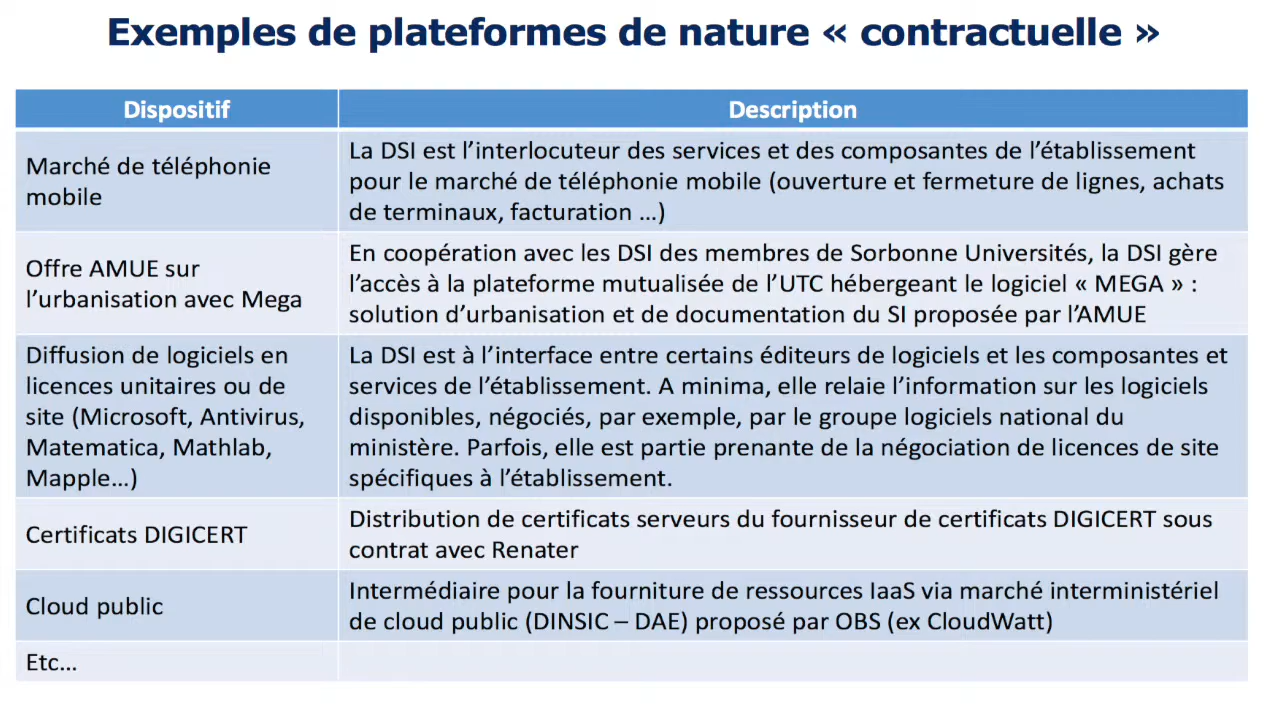 Exemples de plateformes de nature « contractuelle »
Dispositif
Description
Marché de téléphonie
mobile
La DSI est l’interlocuteur des services et des composantes de l’établissement
pour le marché de téléphonie mobile (ouverture et fermeture de lignes, achats
de terminaux, facturation …)
Offre AMUE sur
l’urbanisation avec Mega
En coopération avec les DSI des membres de Sorbonne Universités, la DSI gère
l’accès à la plateforme mutualisée de l’UTC hébergeant le logiciel « MEGA » :
solution d’urbanisation et de documentation du SI proposée par l’AMUE
Diffusion de logiciels en
licences unitaires ou de
site (Microsoft, Antivirus,
Matematica, Mathlab,
Mapple…)
La DSI est à l’interface entre certains éditeurs de logiciels et les composantes et
services de l’établissement. A minima, elle relaie l’information sur les logiciels
disponibles, négociés, par exemple, par le groupe logiciels national du
ministère. Parfois, elle est partie prenante de la négociation de licences de site
spécifiques à l’établissement.
Certificats DIGICERT
Distribution de certificats serveurs du fournisseur de certificats DIGICERT sous
contrat avec Renater
Cloud public
Intermédiaire pour la fourniture de ressources IaaS via marché interministériel
de cloud public (DINSIC – DAE) proposé par OBS (ex CloudWatt)
Etc…